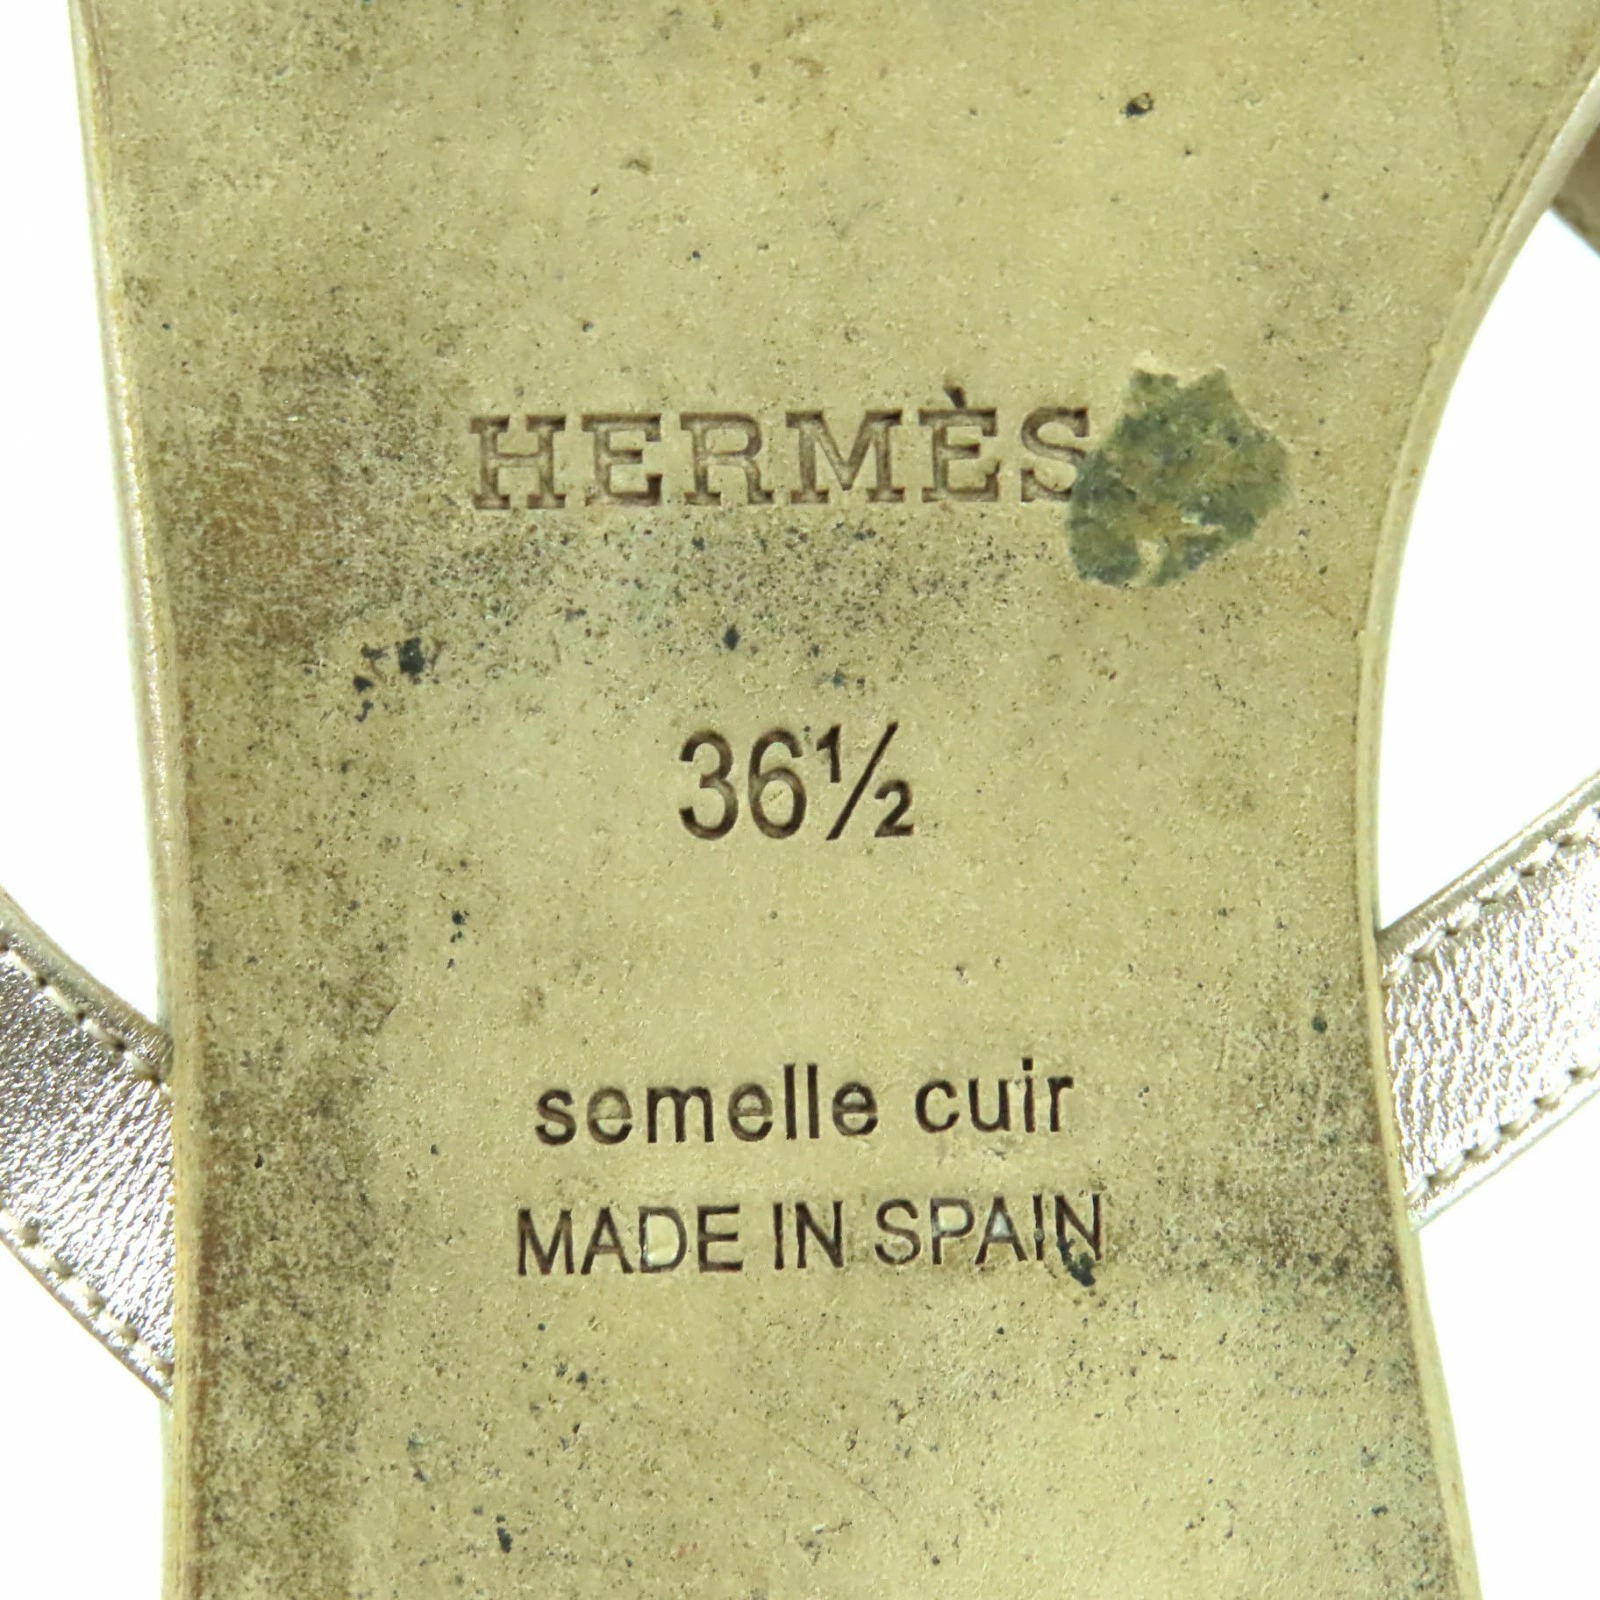 HERMÈS
36½
semelle cuir
MADE IN SPAIN